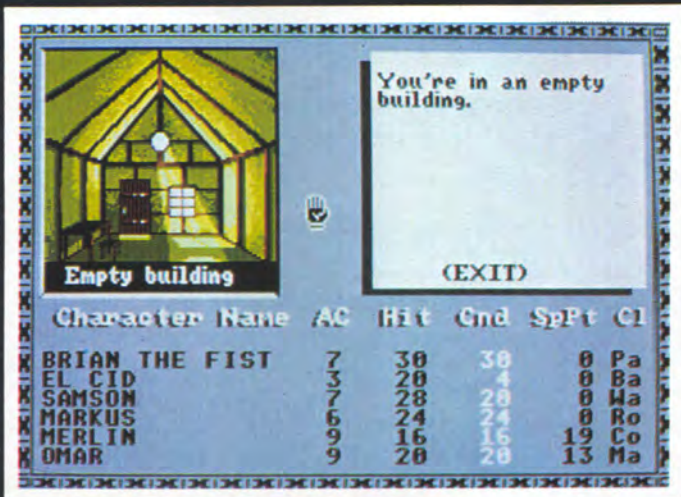 You're in an empty
building.
(EXIT)
Empty building
Character Name AC Hit Cnd SpPt Cl
BRIAN THE FIST 7 30 30 0 Pa
EL CID 3 20 4 0 Ba
SAMSON 7 28 20 0 Wa
MARKUS 6 24 24 0 Ro
MERLIN 9 16 16 19 Co
OMAR 9 20 20 13 Ma